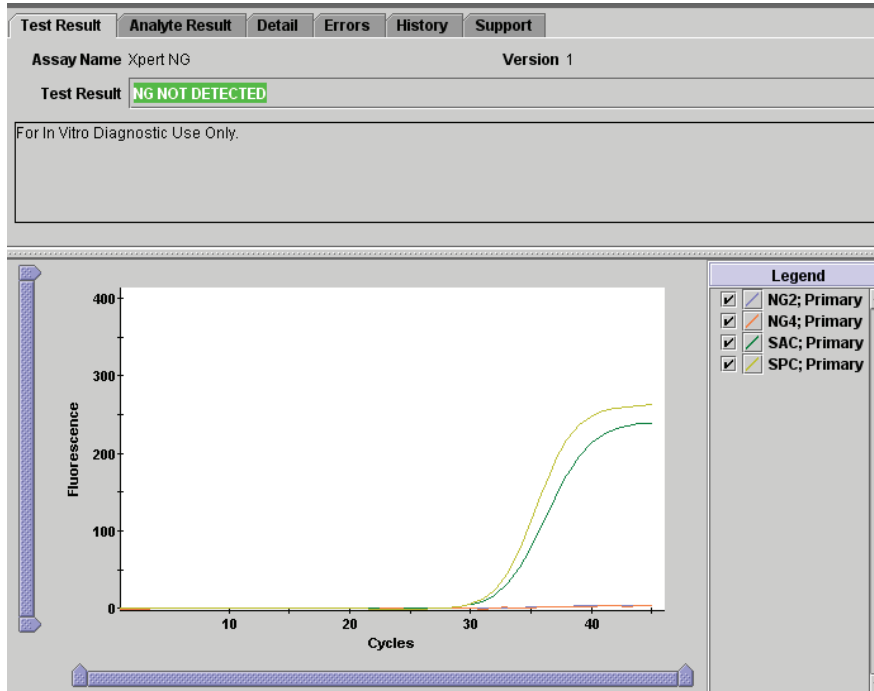 Test Result Analyte Result Detail Errors History Support
Assay Name Xpert NG Version 1
Test Result NG NOT DETECTED
For In Vitro Diagnostic Use Only.
Legend
NG2; Primary
NG4; Primary
SAC; Primary
SPC; Primary
400
300
200
100
0
Fluorescence
10 20 30 40
Cycles